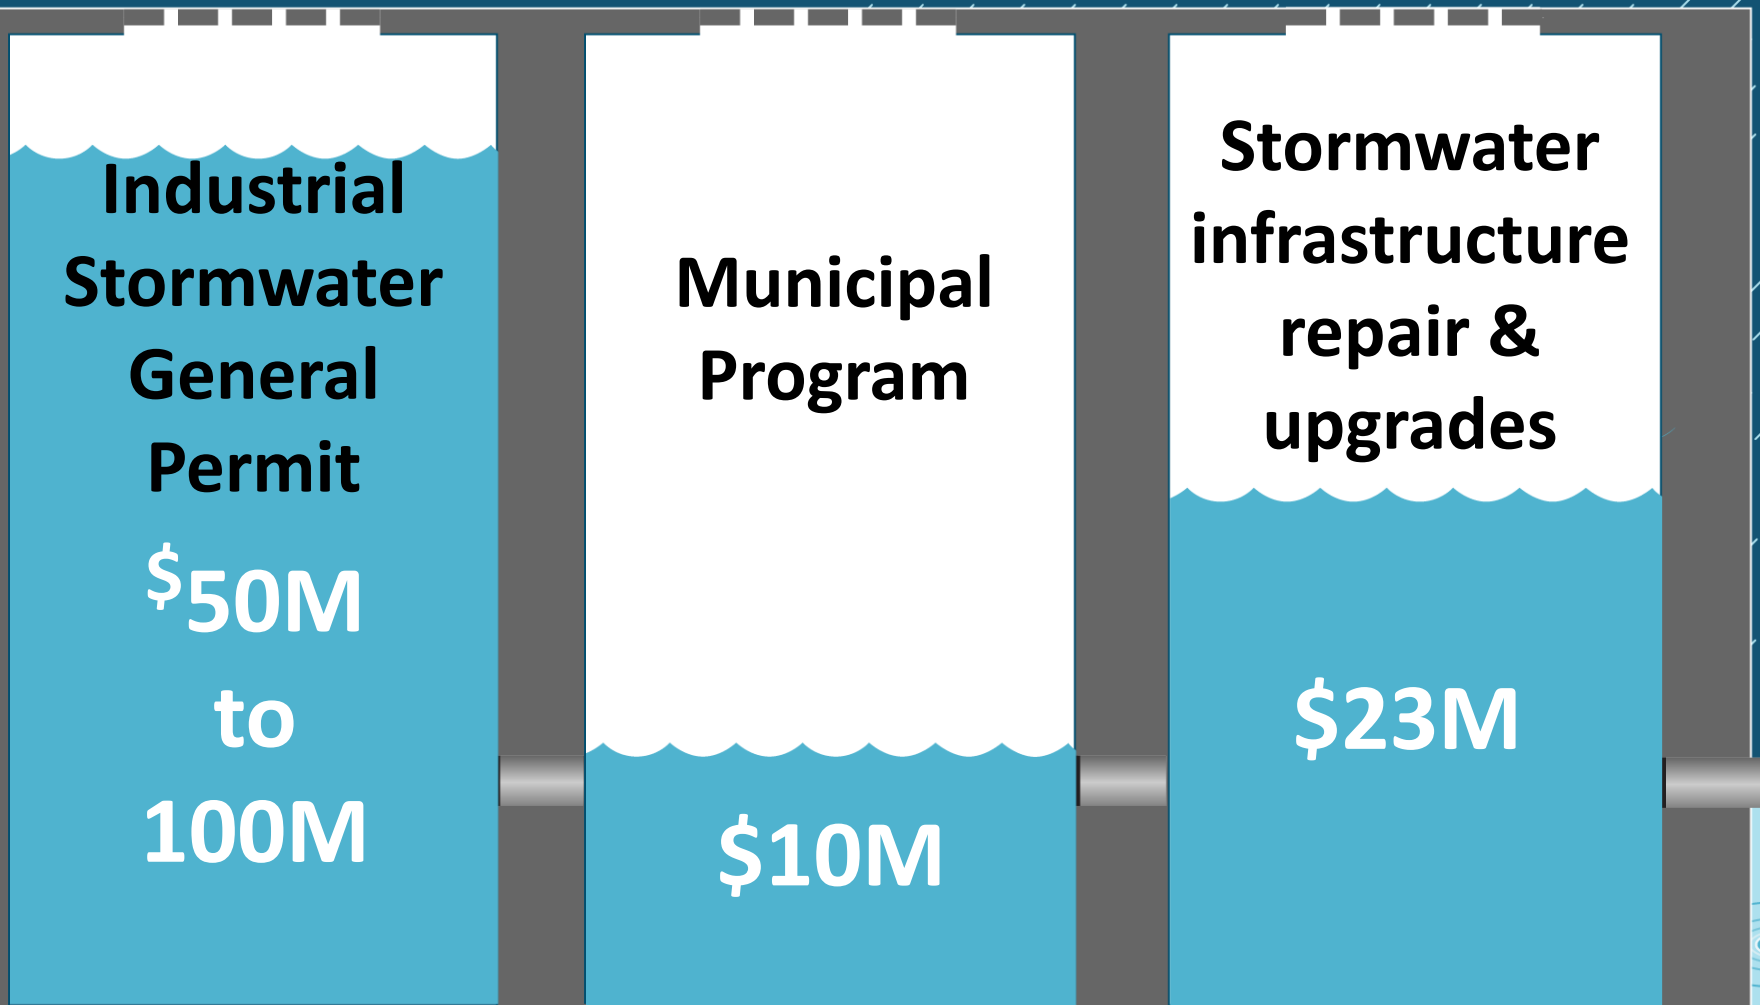 Industrial
Stormwater
General
Permit
$50M
to
100M
Municipal
Program
$10M
Stormwater
infrastructure
repair &
upgrades
$23M